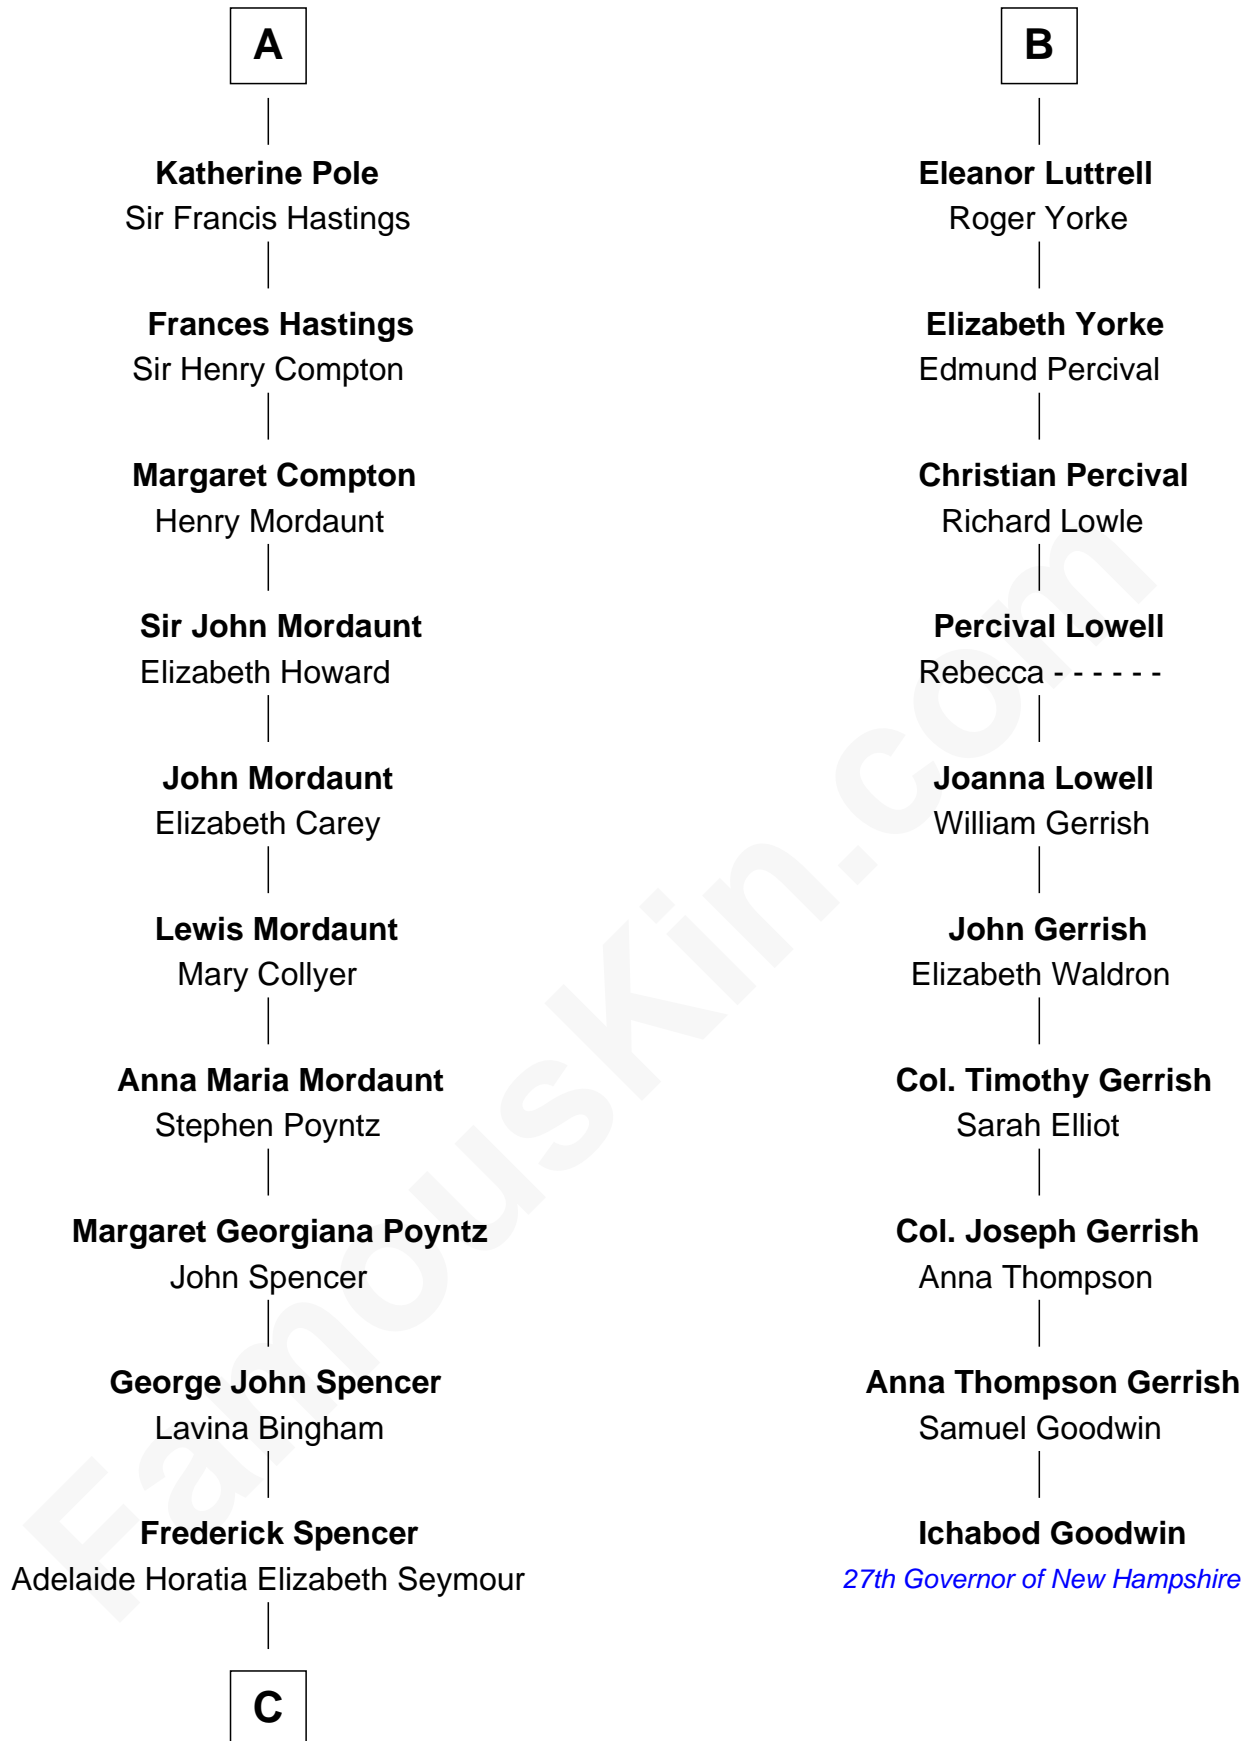 A
Katherine Pole
Sir Francis Hastings
Frances Hastings
Sir Henry Compton
Margaret Compton
Henry Mordaunt
Sir John Mordaunt
Elizabeth Howard
John Mordaunt
Elizabeth Carey
Lewis Mordaunt
Mary Collyer
Anna Maria Mordaunt
Stephen Poyntz
Margaret Georgiana Poyntz
John Spencer
George John Spencer
Lavina Bingham
Frederick Spencer
Adelaide Horatia Elizabeth Seymour
C
B
Eleanor Luttrell
Roger Yorke
Elizabeth Yorke
Edmund Percival
Christian Percival
Richard Lowle
Percival Lowell
Rebecca - - - - - -
Joanna Lowell
William Gerrish
John Gerrish
Elizabeth Waldron
Col. Timothy Gerrish
Sarah Elliot
Col. Joseph Gerrish
Anna Thompson
Anna Thompson Gerrish
Samuel Goodwin
Ichabod Goodwin
27th Governor of New Hampshire
FamousKin.com